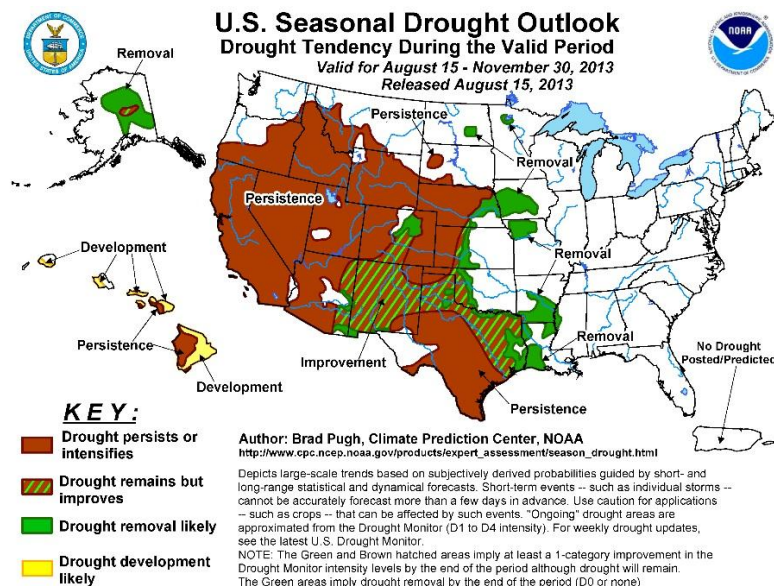 U.S. Seasonal Drought Outlook
Drought Tendency During the Valid Period
Valid for August 15 - November 30, 2013
Released August 15, 2013
NOAA
Removal
Persistence
Removal
Persistence
Development
Removal
Persistence
Development
Improvement
Removal
Persistence
No Drought
Posted/Predicted
KEY:
Drought persists or
intensifies
Drought remains but
improves
Drought removal likely
Drought development
likely
Author: Brad Pugh, Climate Prediction Center, NOAA
http://www.cpc.ncep.noaa.gov/products/expert_assessment/season_drought.html
Depicts large-scale trends based on subjectively derived probabilities guided by short- and
long-range statistical and dynamical forecasts. Short-term events -- such as individual storms --
cannot be accurately forecast more than a few days in advance. Use caution for applications
-- such as crops -- that can be affected by such events. "Ongoing" drought areas are
approximated from the Drought Monitor (D1 to D4 intensity). For weekly drought updates,
see the latest U.S. Drought Monitor.
NOTE: The Green and Brown hatched areas imply at least a 1-category improvement in the
Drought Monitor intensity levels by the end of the period although drought will remain.
The Green areas imply drought removal by the end of the period (D0 or none)